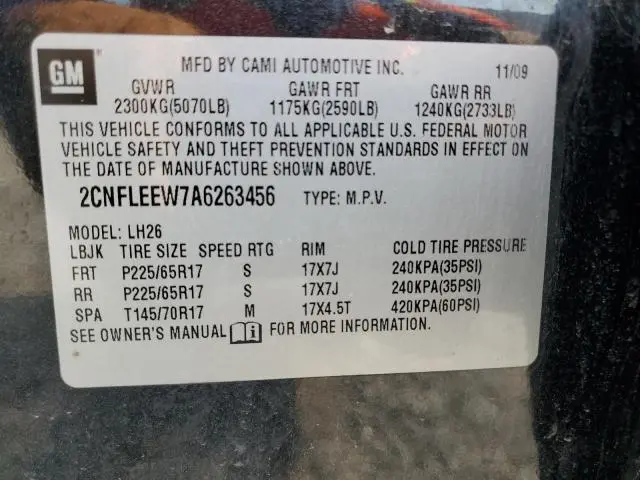 GM
MFD BY CAMI AUTOMOTIVE INC. 11/09
GVWR GAWR FRT GAWR RR
2300KG(5070LB) 1175KG(2590LB) 1240KG(2733LB)
THIS VEHICLE CONFORMS TO ALL APPLICABLE U.S. FEDERAL MOTOR
VEHICLE SAFETY AND THEFT PREVENTION STANDARDS IN EFFECT ON
THE DATE OF MANUFACTURE SHOWN ABOVE.
2CNFLEEW7A6263456 TYPE: M.P.V.
MODEL: LH26
LBJK TIRE SIZE SPEED RTG RIM COLD TIRE PRESSURE
FRT P225/65R17 S 17X7J 240KPA(35PSI)
RR P225/65R17 S 17X7J 240KPA(35PSI)
SPA T145/70R17 M 17X4.5T 420KPA(60PSI)
SEE OWNER'S MANUAL FOR MORE INFORMATION.